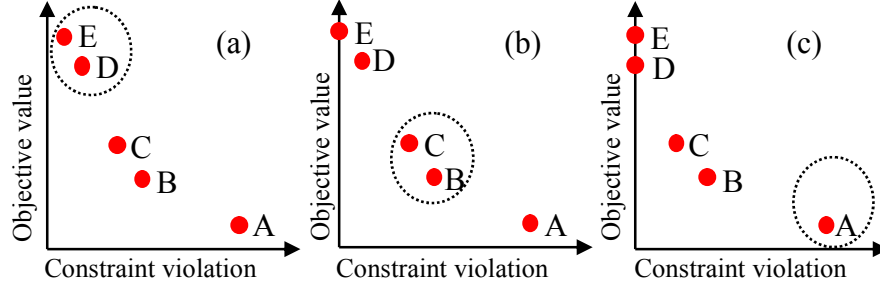 (a)
E
D
C
B
A
Objective value
Constraint violation
(b)
E
D
C
B
A
Objective value
Constraint violation
(c)
E
D
C
B
A
Objective value
Constraint violation